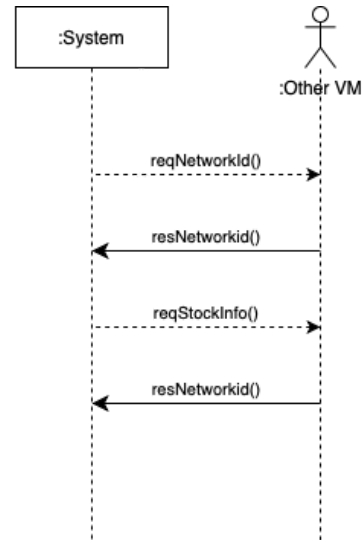 :System
:Other VM
reqNetworkId()
resNetworkid()
reqStockInfo()
resNetworkid()